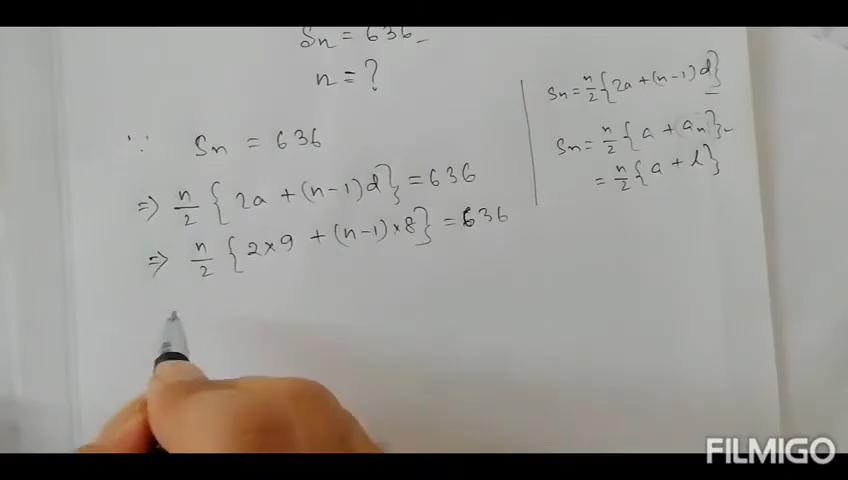 Sn = 636
n = ?
∵ Sn = 636
⇒ n/2 {2a + (n-1)d} = 636
⇒ n/2 {2×9 + (n-1)×8} = 636
Sn = n/2 {2a + (n-1)d}
Sn = n/2 {a + (an}
= n/2 {a + l}
FILMIGO